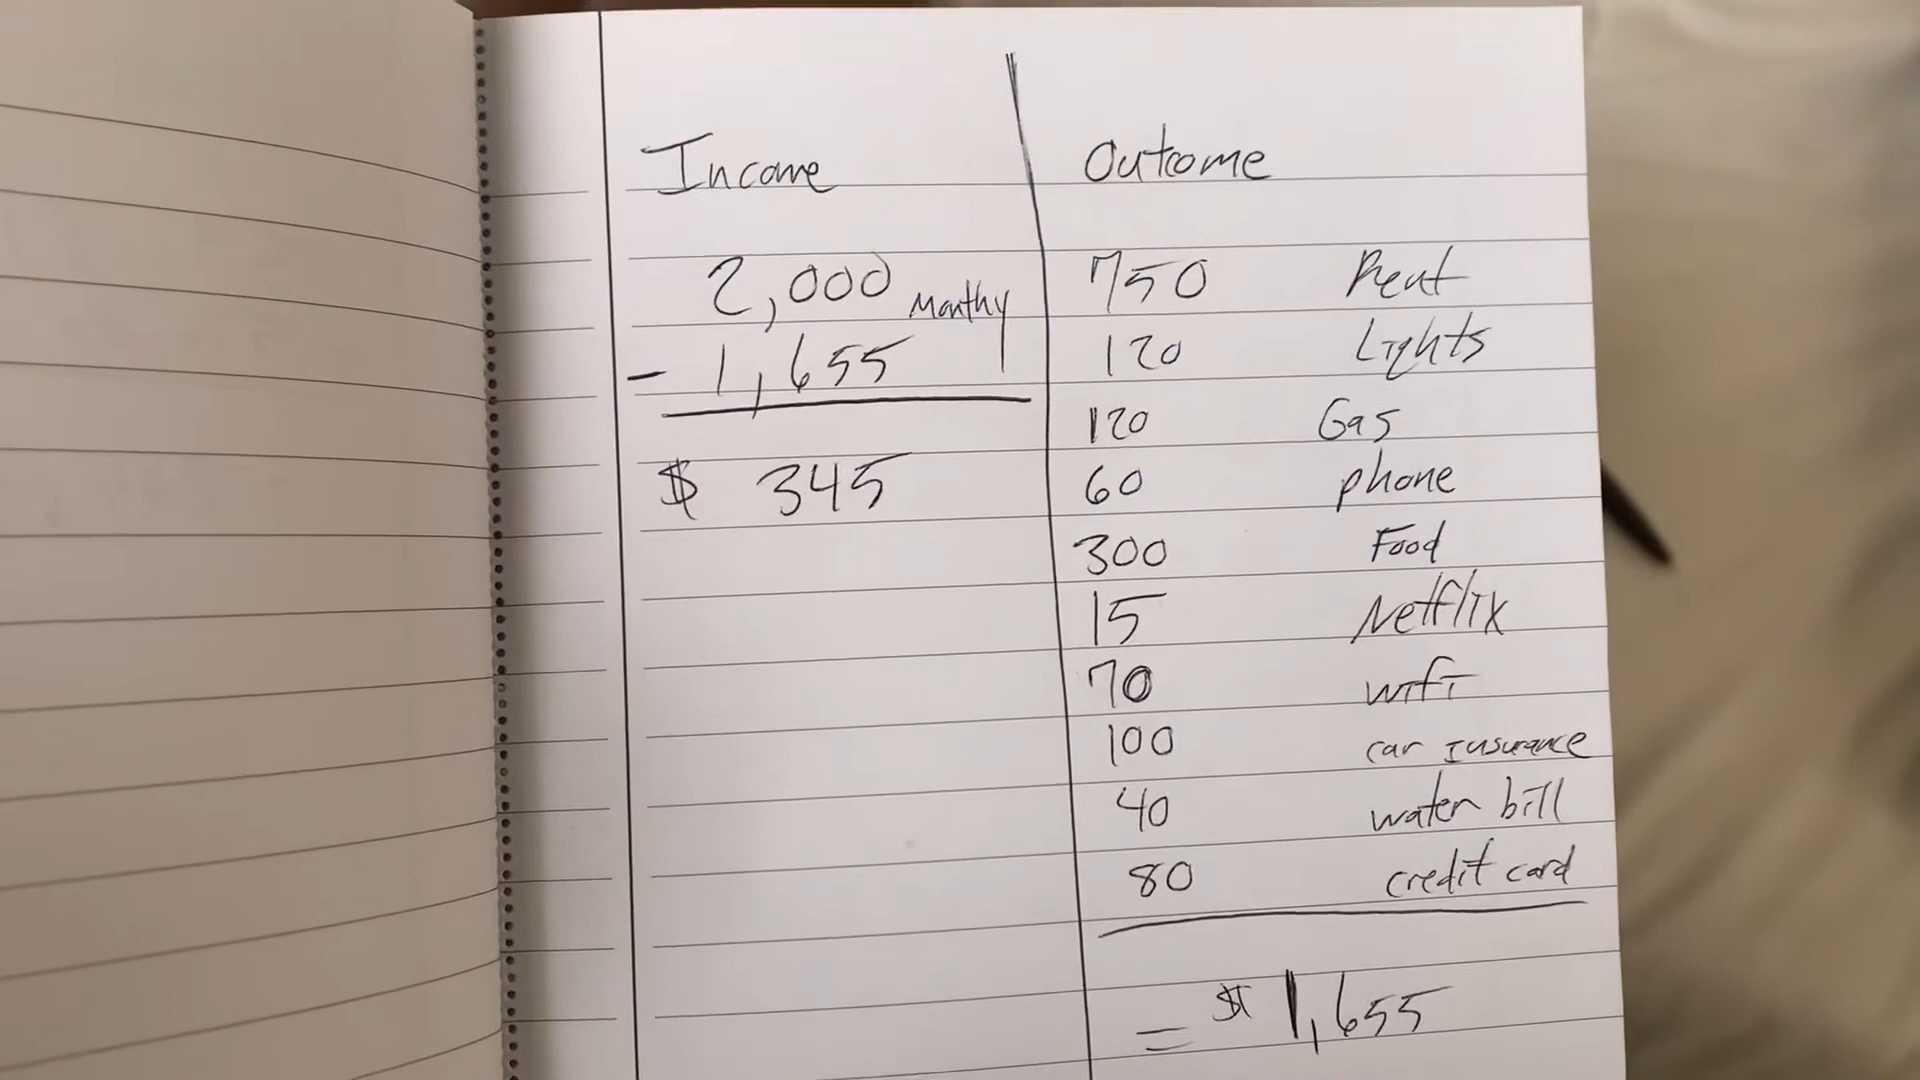 Income
2,000 Monthy
- 1,655
$ 345
Outcome
750 Rent
120 Lights
120 Gas
60 phone
300 Food
15 Netflix
70 wifi
100 car insurance
40 water bill
80 credit card
= $1,655